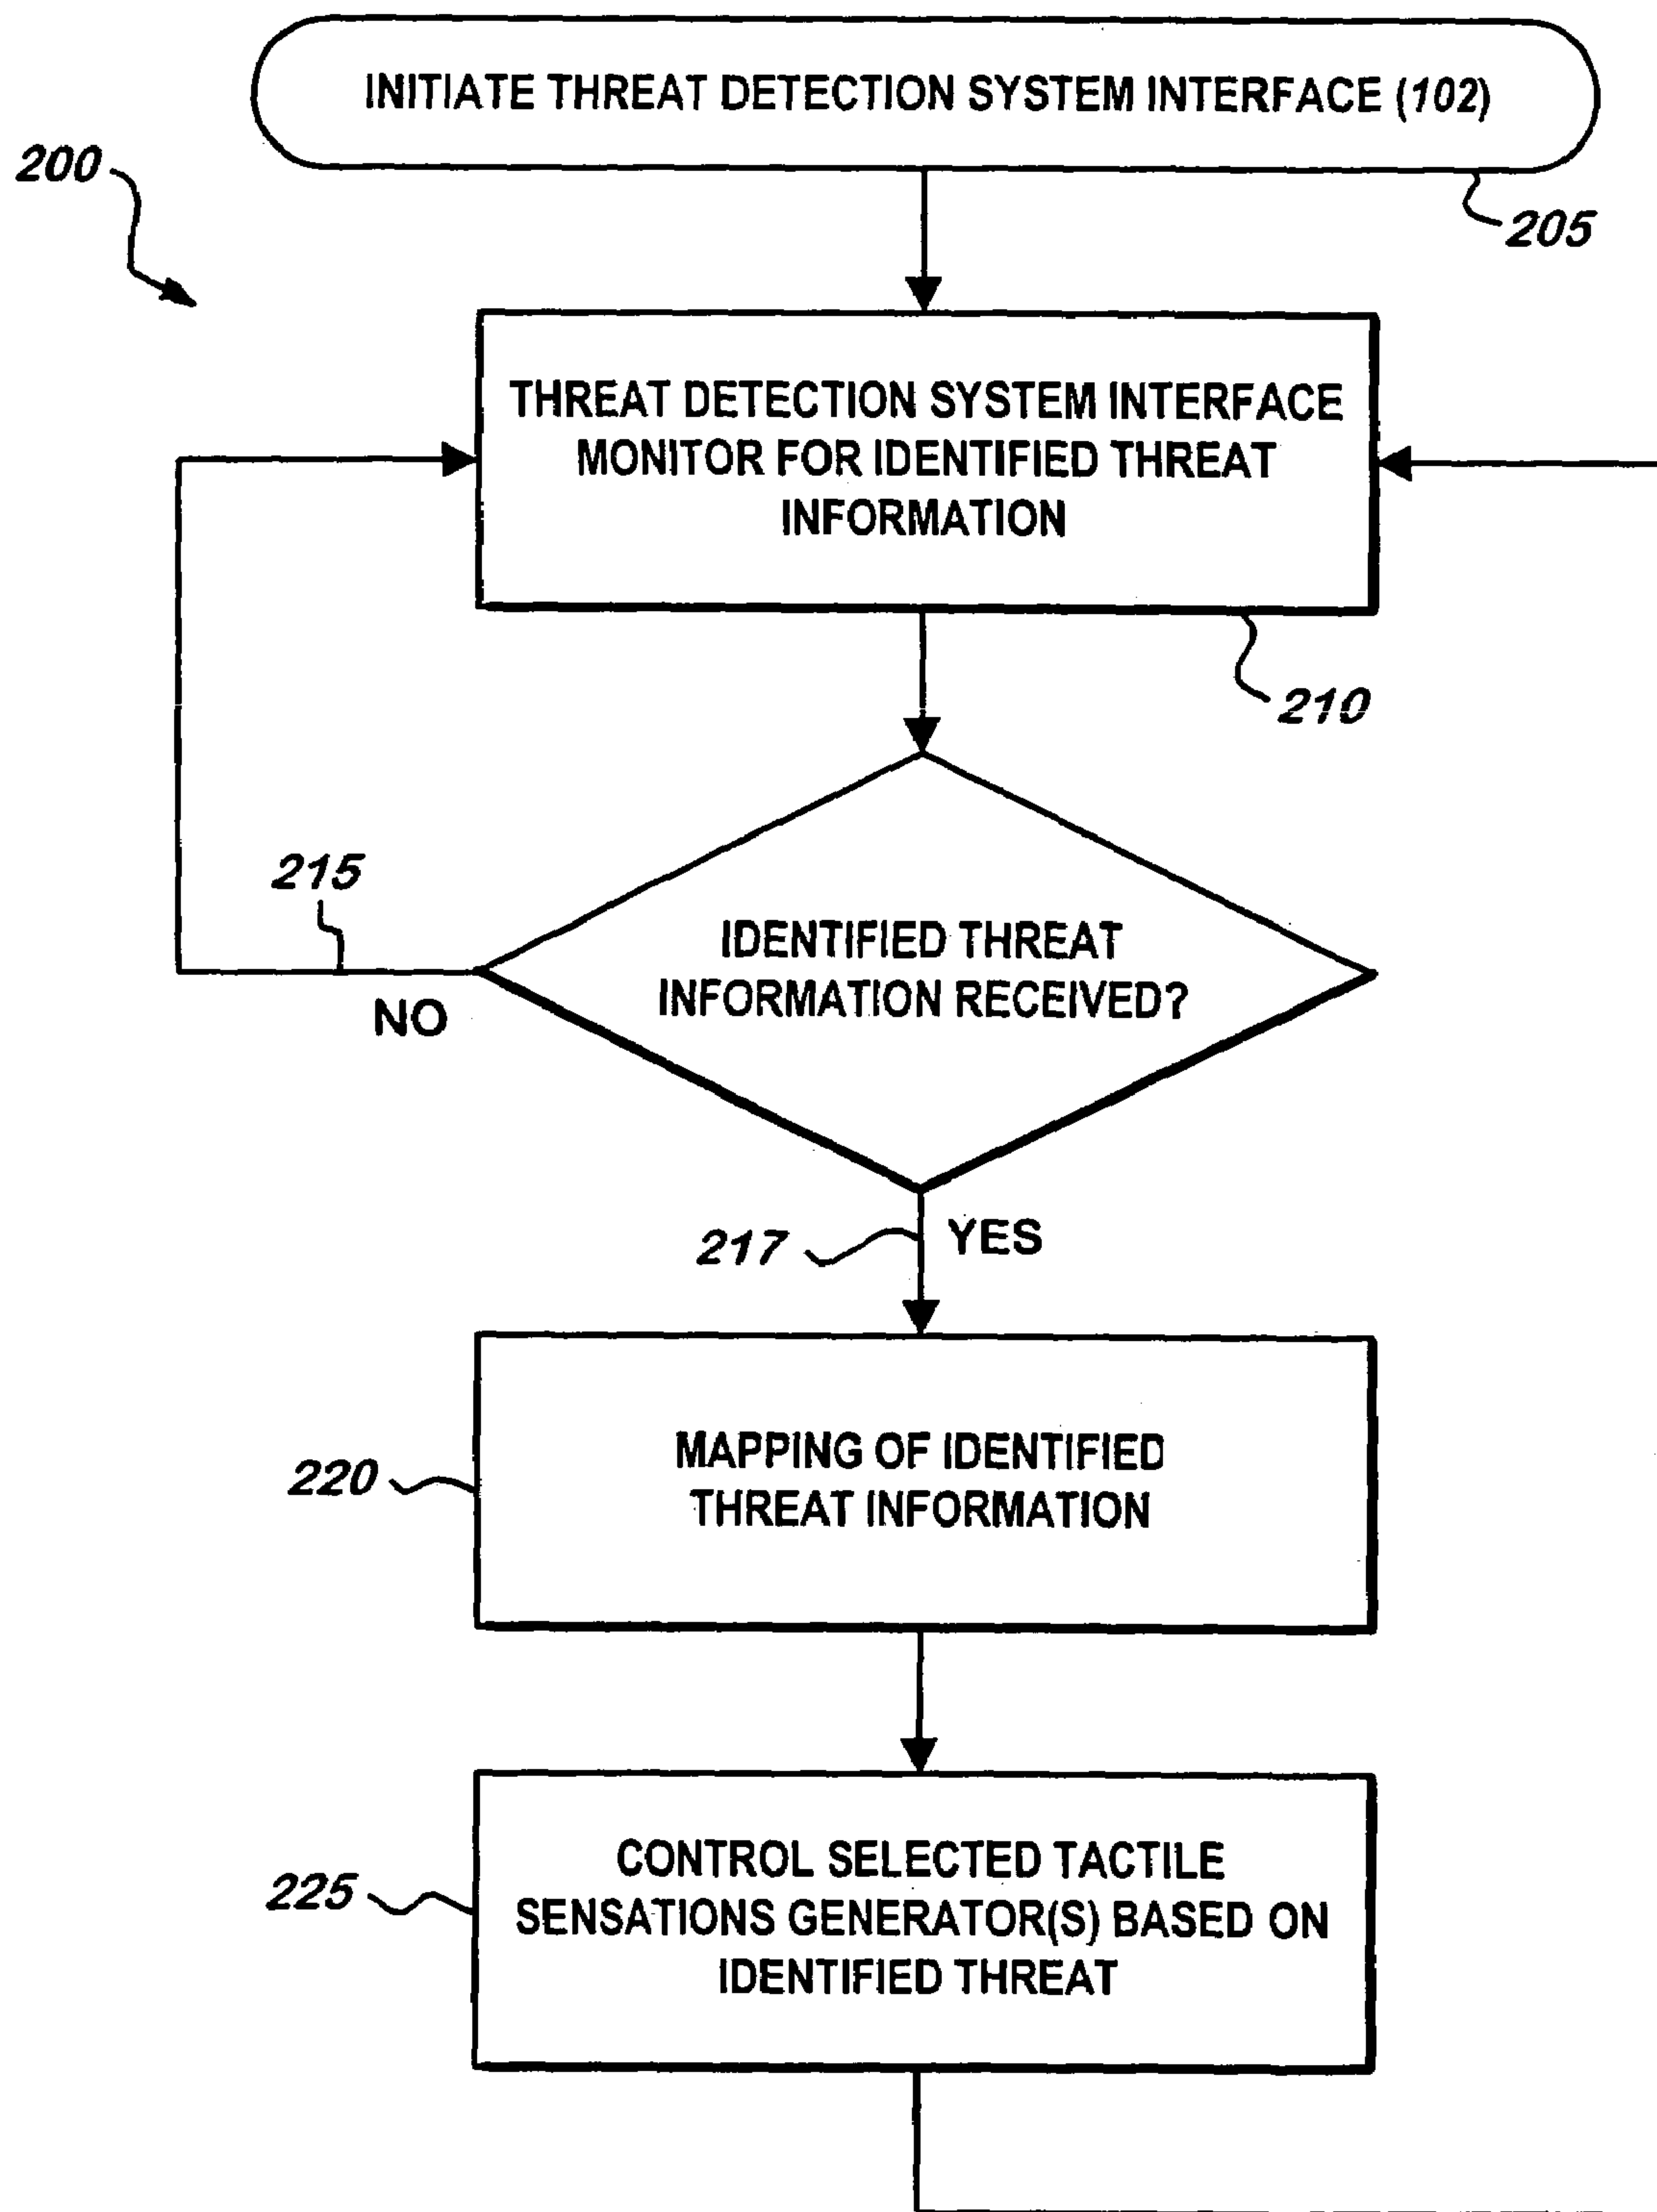 INITIATE THREAT DETECTION SYSTEM INTERFACE (102)
200
205
THREAT DETECTION SYSTEM INTERFACE
MONITOR FOR IDENTIFIED THREAT
INFORMATION
210
215
IDENTIFIED THREAT
INFORMATION RECEIVED?
NO
217
YES
MAPPING OF IDENTIFIED
THREAT INFORMATION
220
CONTROL SELECTED TACTILE
SENSATIONS GENERATOR(S) BASED ON
IDENTIFIED THREAT
225